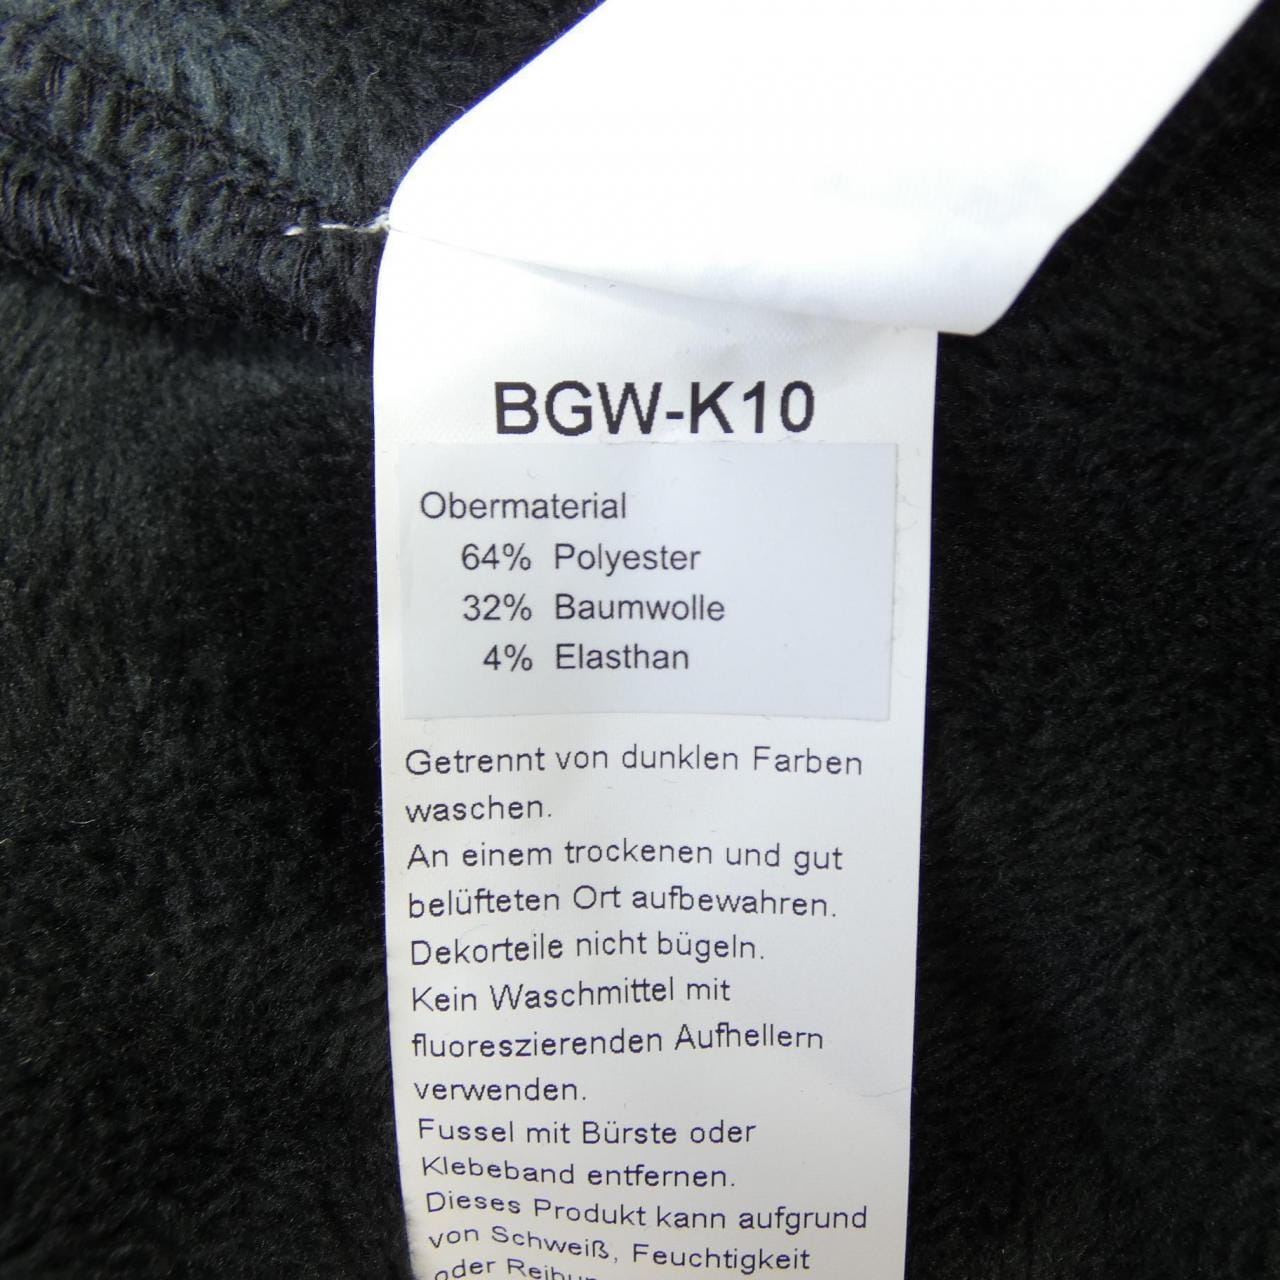 BGW-K10
Obermaterial
64% Polyester
32% Baumwolle
4% Elasthan
Getrennt von dunklen Farben
waschen.
An einem trockenen und gut
belüfteten Ort aufbewahren.
Dekorteile nicht bügeln.
Kein Waschmittel mit
fluoreszierenden Aufhellern
verwenden.
Fussel mit Bürste oder
Klebeband entfernen.
Dieses Produkt kann aufgrund
von Schweiß, Feuchtigkeit
oder